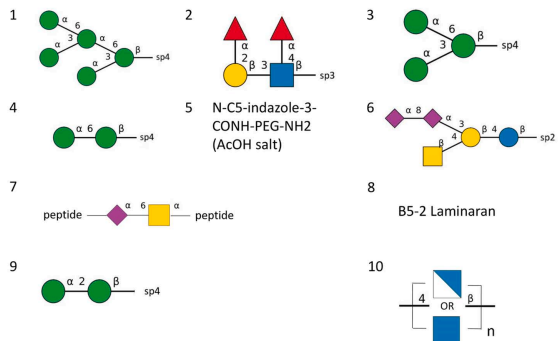 1
α
6
3
α
6
α
3
β
α
sp4
2
α
2
α
4
β 3
β
sp3
3
α
6
3
α
β
sp4
4
α 6
β
sp4
5
N-C5-indazole-3-
CONH-PEG-NH2
(AcOH salt)
6
α 8
α
3
4
β
β 4
β
sp2
7
peptide
α
6
α
peptide
8
B5-2 Laminaran
9
α 2
β
sp4
10
4
OR
β
n